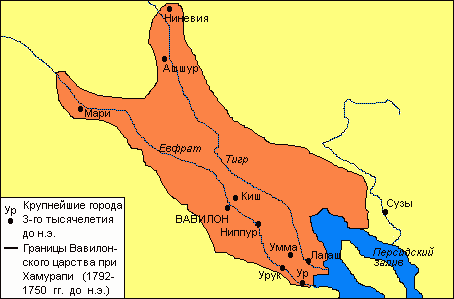 Ниневия
Ашшур
Мари
Евфрат
Тигр
Киш
ВАВИЛОН
Ниппур
Сузы
Умма
Лагаш
Урук
Ур
Персидский
залив
Ур Крупнейшие города
3-го тысячелетия
до н.э.
Границы Вавилон-
ского царства при
Хамурапи (1792-
1750 гг. до н.э.)